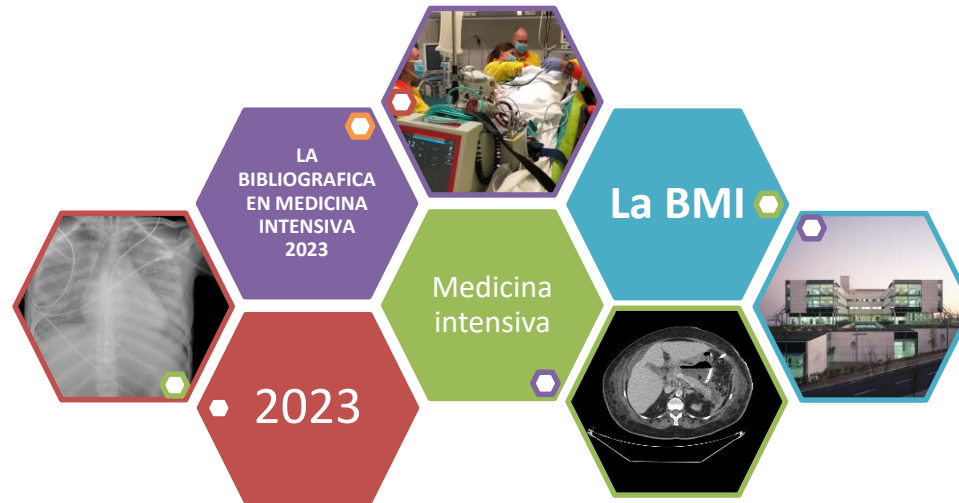 LA
BIBLIOGRAFICA
EN MEDICINA
INTENSIVA
2023
La BMI
Medicina
intensiva
2023